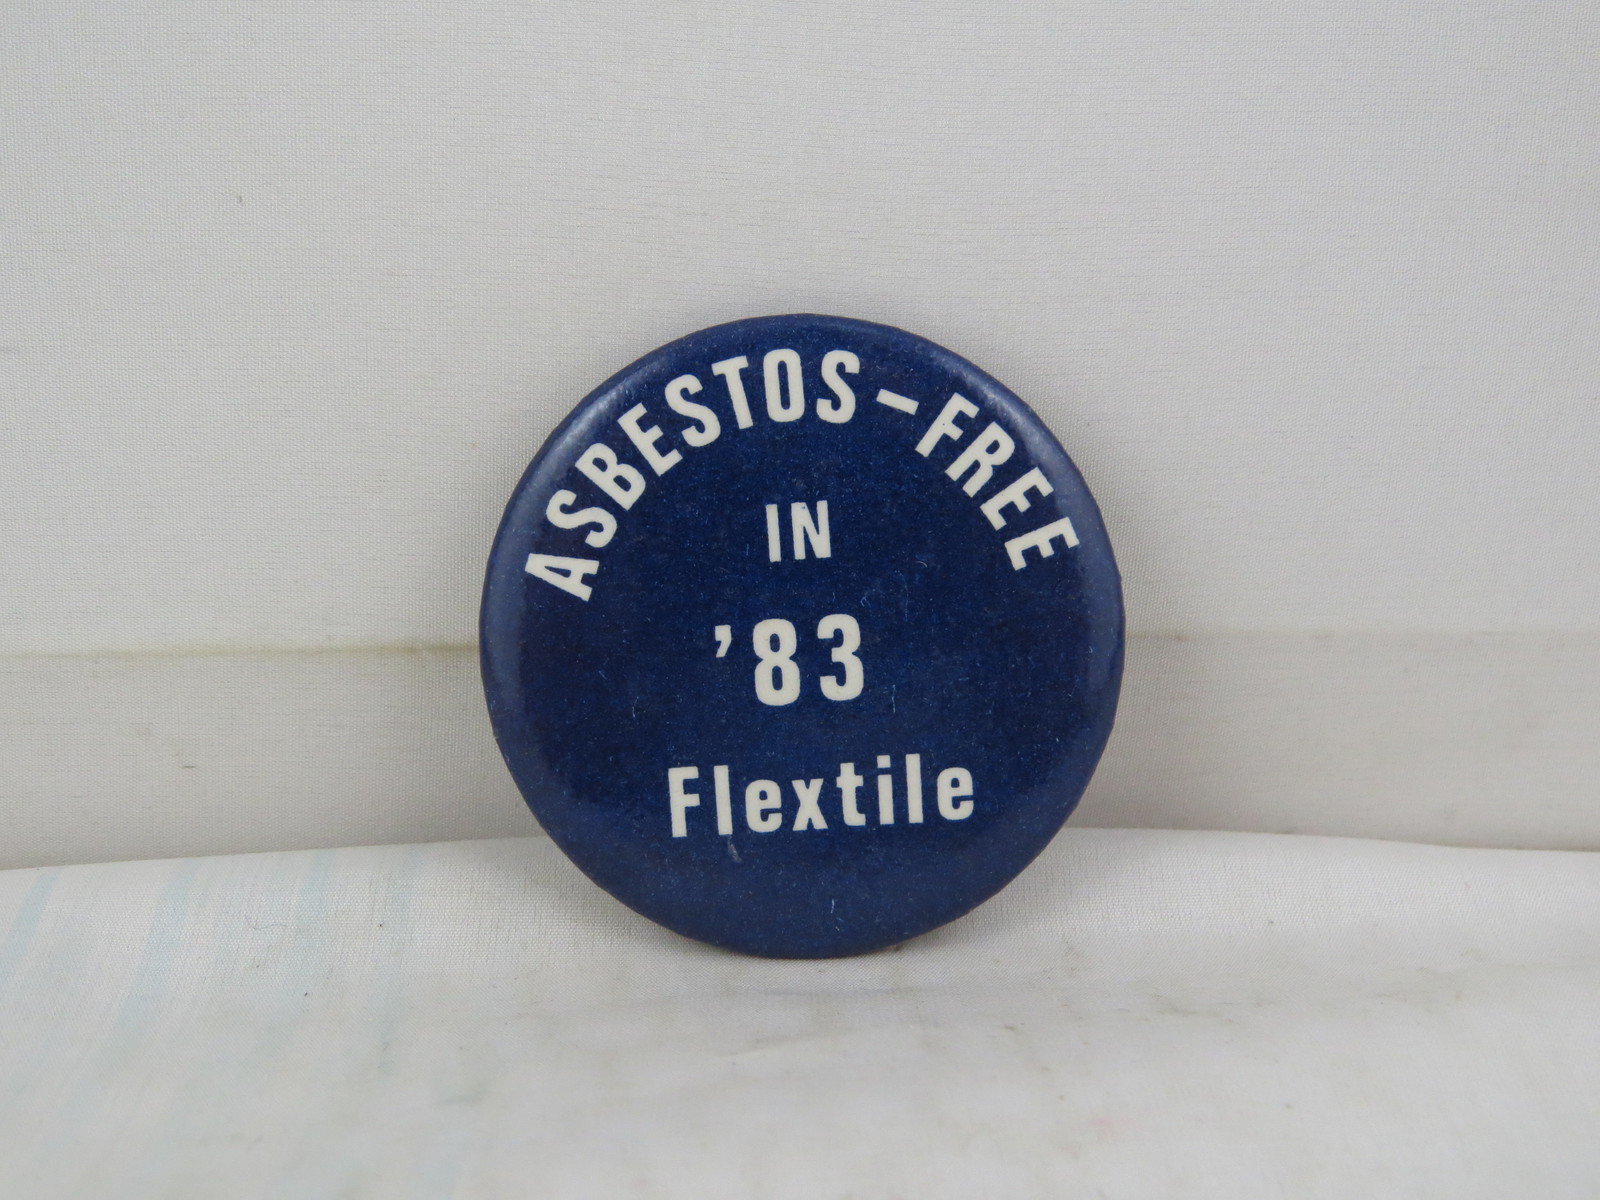 ASBESTOS-FREE
IN
'83
Flextile